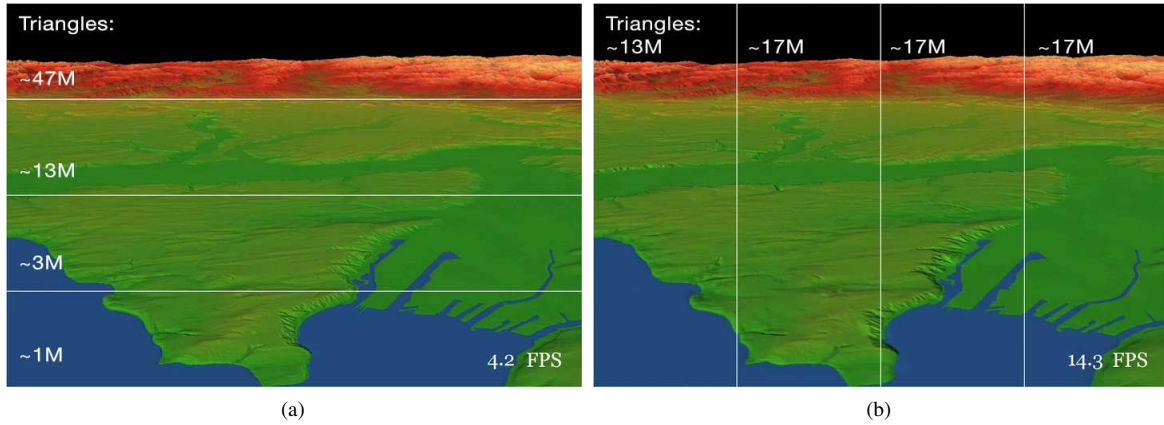 Triangles:
~47M
~13M
~3M
~1M
4.2 FPS
(a)
Triangles:
~13M
~17M
~17M
~17M
14.3 FPS
(b)